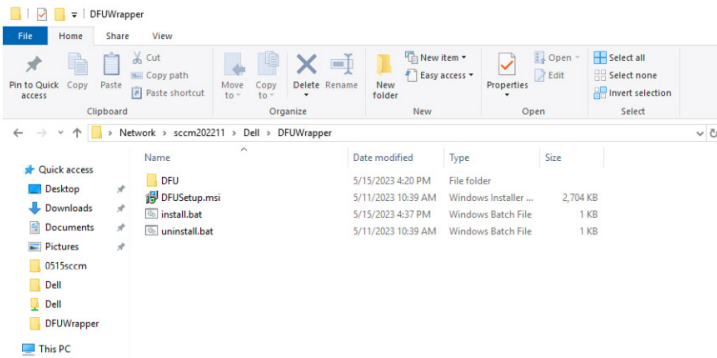 DFUWrapper
File Home Share View
Pin to Quick access
Copy
Paste
Cut
Copy path
Paste shortcut
Clipboard
Move to
Copy to
Delete
Rename
Organize
New folder
New item
Easy access
New
Properties
Open
Edit
Open
Select all
Select none
Invert selection
Select
Network › sccm202211 › Dell › DFUWrapper
Quick access
Desktop
Downloads
Documents
Pictures
0515sccm
Dell
Dell
DFUWrapper
This PC
Name Date modified Type Size
DFU 5/15/2023 4:20 PM File folder
DFUSetup.msi 5/11/2023 10:39 AM Windows Installer ... 2,704 KB
install.bat 5/15/2023 4:37 PM Windows Batch File 1 KB
uninstall.bat 5/11/2023 10:39 AM Windows Batch File 1 KB